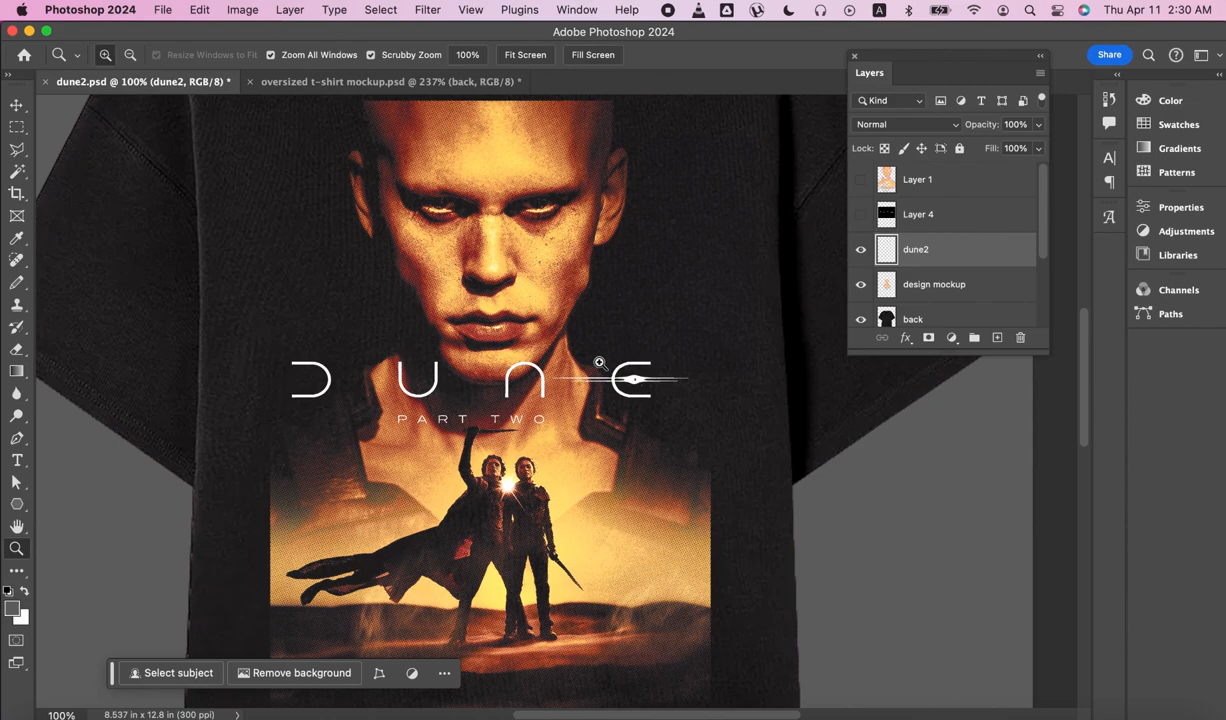 Photoshop 2024 File Edit Image Layer Type Select Filter View Plugins Window Help A Thu Apr 11 2:30 AM
Adobe Photoshop 2024
Resize Windows to Fit Zoom All Windows Scrubby Zoom 100% Fit Screen Fill Screen Share
dune2.psd @ 100% (dune2, RGB/8) * oversized t-shirt mockup.psd @ 237% (back, RGB/8) *
Layers
Kind
Normal Opacity: 100%
Lock: Fill: 100%
Layer 1
Layer 4
dune2
design mockup
back
Color
Swatches
Gradients
Patterns
Properties
Adjustments
Libraries
Channels
Paths
DUNE
PART TWO
Select subject Remove background
100% 8.537 in x 12.8 in (300 ppi)